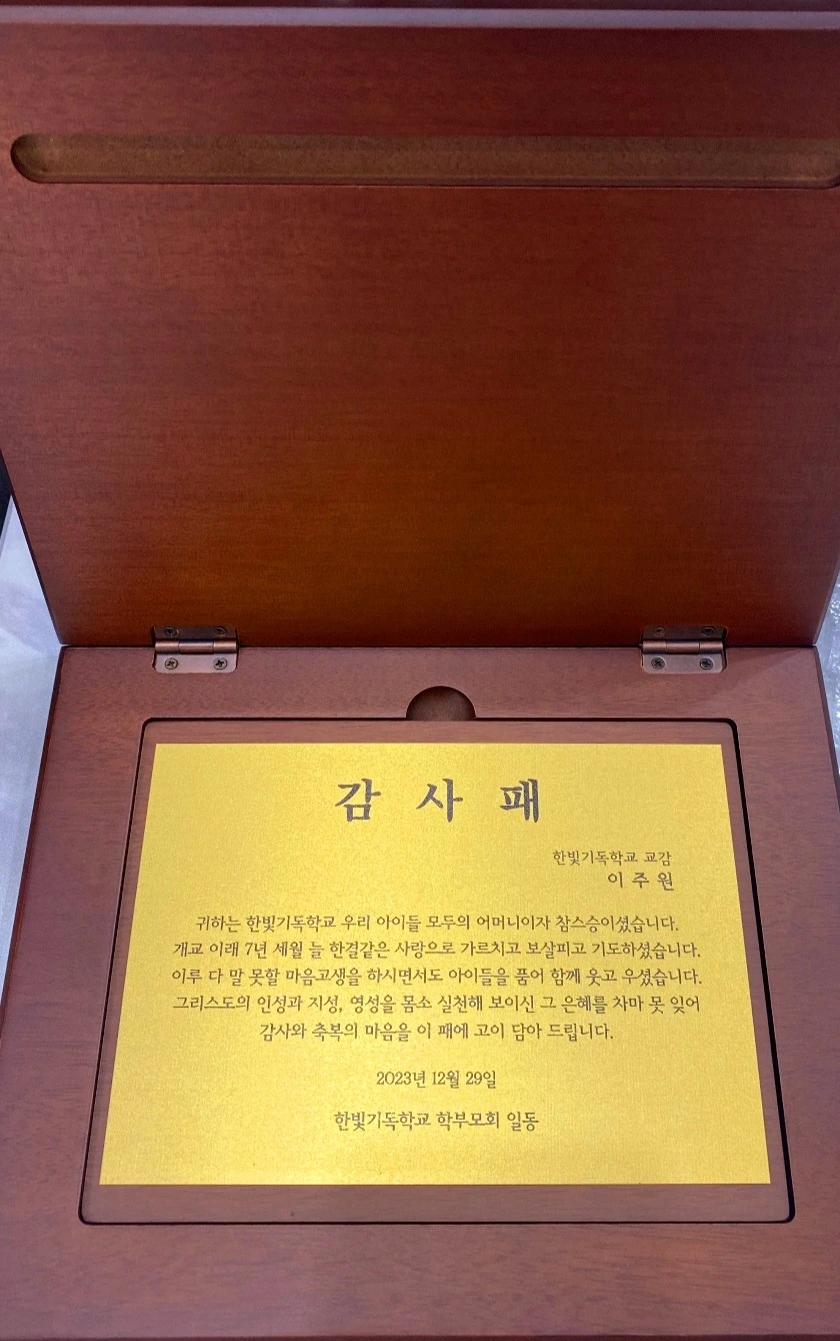 감 사 패
한빛기독학교 교감
이 주 원
귀하는 한빛기독학교 우리 아이들 모두의 어머니이자 참스승이셨습니다.
개교 이래 7년 세월 늘 한결같은 사랑으로 가르치고 보살피고 기도하셨습니다.
이루 다 말 못할 마음고생을 하시면서도 아이들을 품어 함께 웃고 우셨습니다.
그리스도의 인성과 지성, 영성을 몸소 실천해 보이신 그 은혜를 차마 못 잊어
감사와 축복의 마음을 이 패에 고이 담아 드립니다.
2023년 12월 29일
한빛기독학교 학부모회 일동